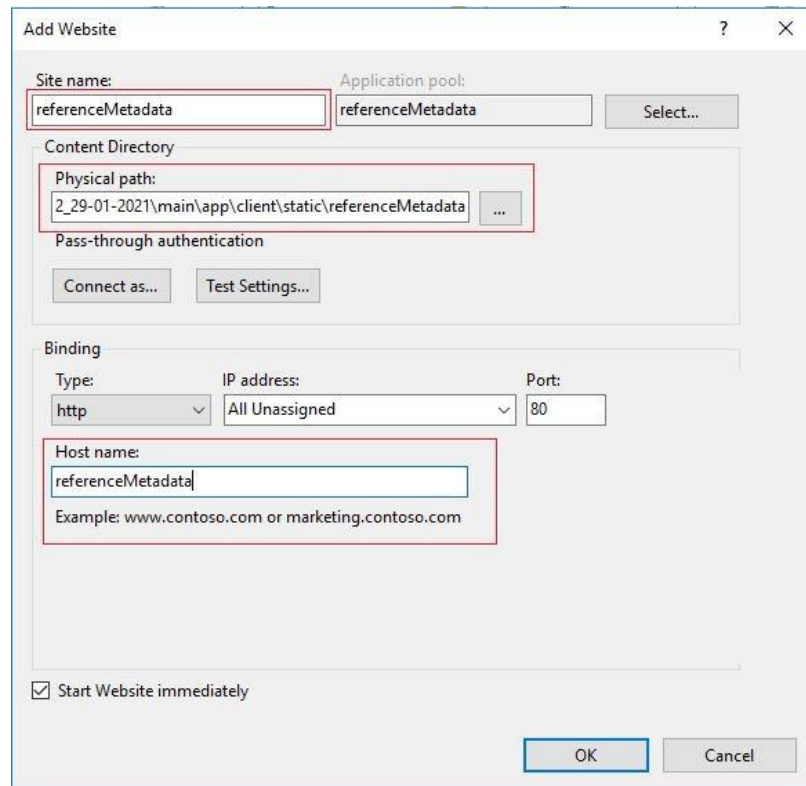 Add Website
?
Site name:
Application pool:
referenceMetadata
referenceMetadata
Select...
Content Directory
Physical path:
2_29-01-2021\main\app\client\static\referenceMetadata
...
Pass-through authentication
Connect as...
Test Settings...
Binding
Type:
IP address:
Port:
http
All Unassigned
80
Host name:
referenceMetadata
Example: www.contoso.com or marketing.contoso.com
Start Website immediately
OK
Cancel